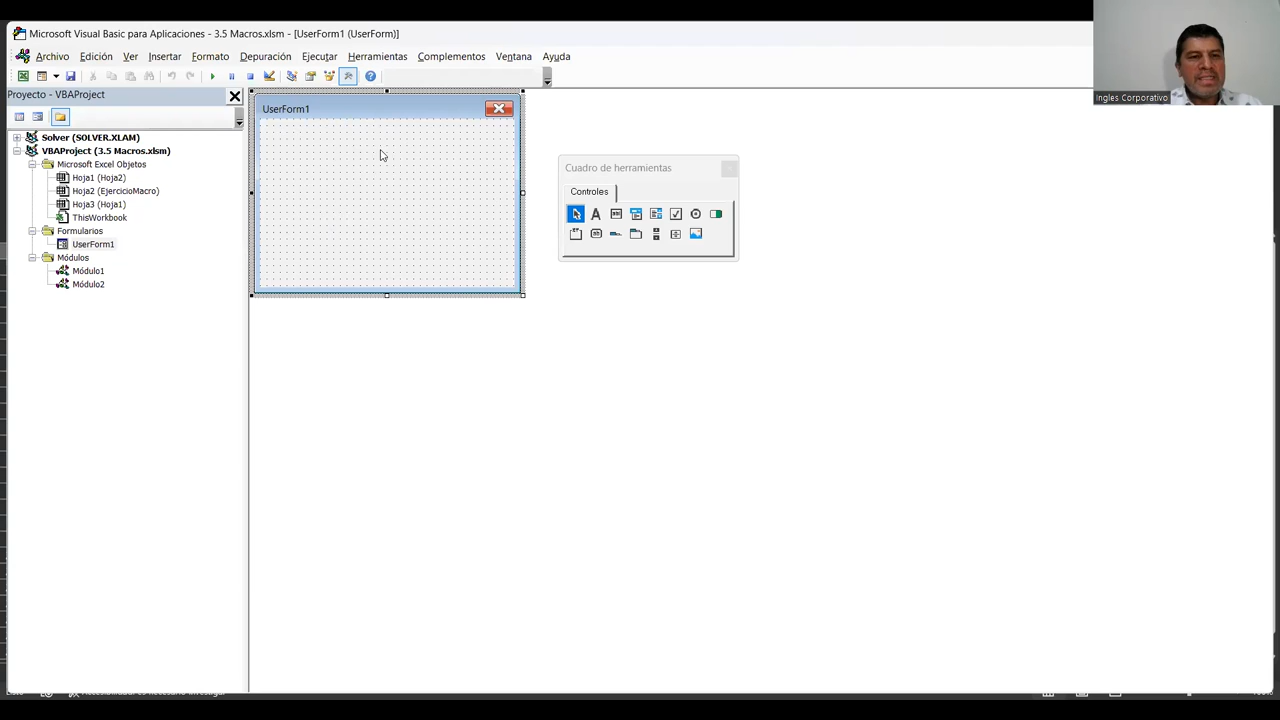 Microsoft Visual Basic para Aplicaciones - 3.5 Macros.xlsm - [UserForm1 (UserForm)]
Archivo Edición Ver Insertar Formato Depuración Ejecutar Herramientas Complementos Ventana Ayuda
Ingles Corporativo
Proyecto - VBAProject
UserForm1
Solver (SOLVER.XLAM)
VBAProject (3.5 Macros.xlsm)
Microsoft Excel Objetos
Hoja1 (Hoja2)
Hoja2 (EjercicioMacro)
Hoja3 (Hoja1)
ThisWorkbook
Formularios
UserForm1
Módulos
Módulo1
Módulo2
Cuadro de herramientas
Controles